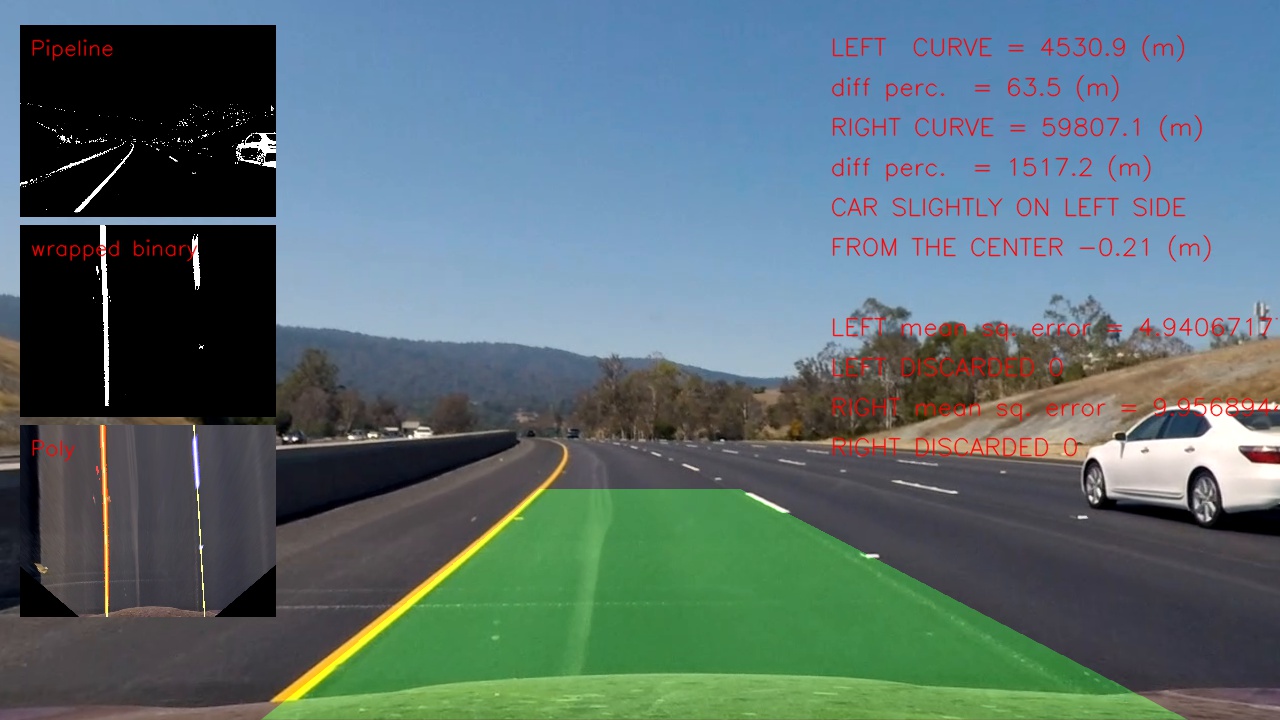 Pipeline
wrapped binary
Poly
LEFT CURVE = 4530.9 (m)
diff perc. = 63.5 (m)
RIGHT CURVE = 59807.1 (m)
diff perc. = 1517.2 (m)
CAR SLIGHTLY ON LEFT SIDE
FROM THE CENTER -0.21 (m)
LEFT mean sq. error = 4.9406717
LEFT DISCARDED 0
RIGHT mean sq. error = 9.956894
RIGHT DISCARDED 0